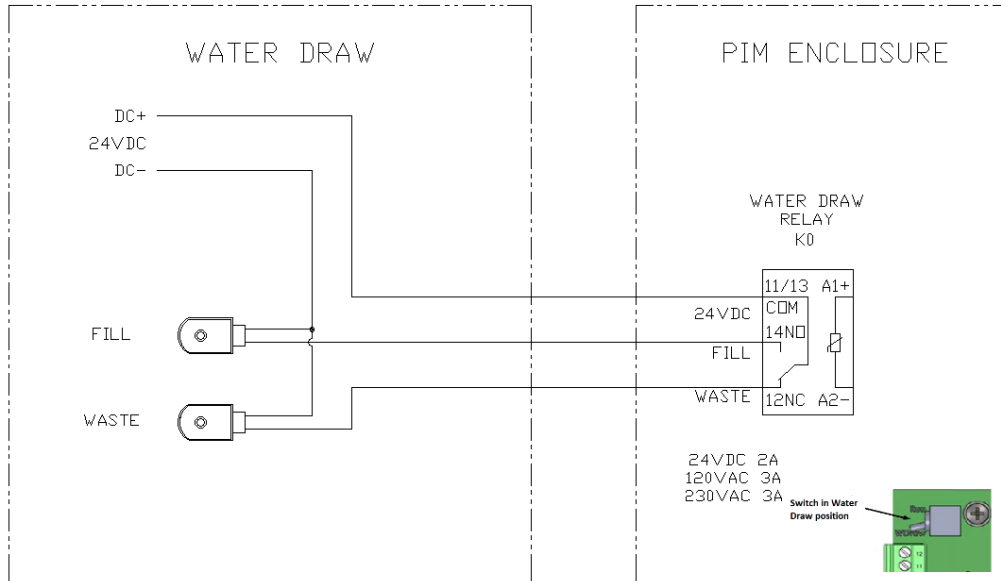 WATER DRAW
PIM ENCLOSURE
DC+
24VDC
DC-
WATER DRAW
RELAY
K0
11/13 A1+
COM
24VDC
14NO
FILL
FILL
WASTE
WASTE
12NC A2-
24VDC 2A
120VAC 3A
230VAC 3A
Switch in Water
Draw position
Run
12
11